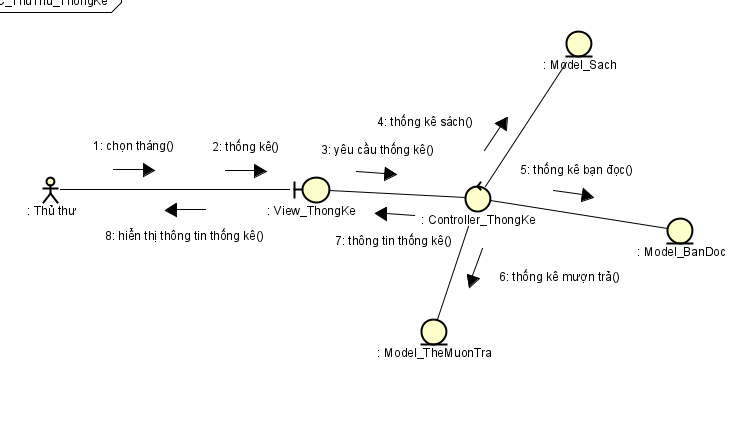 C_ThuThu_ThongKe
: Model_Sach
4: thống kê sách()
1: chọn tháng()
2: thống kê()
3: yêu cầu thống kê()
5: thống kê bạn đọc()
: Thủ thư
: View_ThongKe
: Controller_ThongKe
8: hiển thị thông tin thống kê()
7: thông tin thống kê()
: Model_BanDoc
6: thống kê mượn trả()
: Model_TheMuonTra